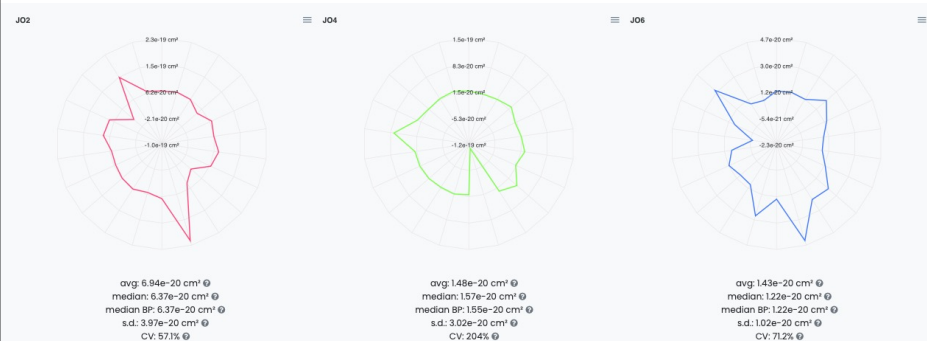 JO2
2.3e-19 cm²
1.5e-19 cm²
6.2e-20 cm²
-2.1e-20 cm²
-1.0e-19 cm²
avg: 6.94e-20 cm²
median: 6.37e-20 cm²
median BP: 6.37e-20 cm²
s.d.: 3.97e-20 cm²
CV: 57.1%
JO4
1.5e-19 cm²
8.3e-20 cm²
1.5e-20 cm²
-5.3e-20 cm²
-1.2e-19 cm²
avg: 1.48e-20 cm²
median: 1.57e-20 cm²
median BP: 1.55e-20 cm²
s.d.: 3.02e-20 cm²
CV: 204%
JO6
4.7e-20 cm²
3.0e-20 cm²
1.2e-20 cm²
-5.4e-21 cm²
-2.3e-20 cm²
avg: 1.43e-20 cm²
median: 1.22e-20 cm²
median BP: 1.22e-20 cm²
s.d.: 1.02e-20 cm²
CV: 71.2%